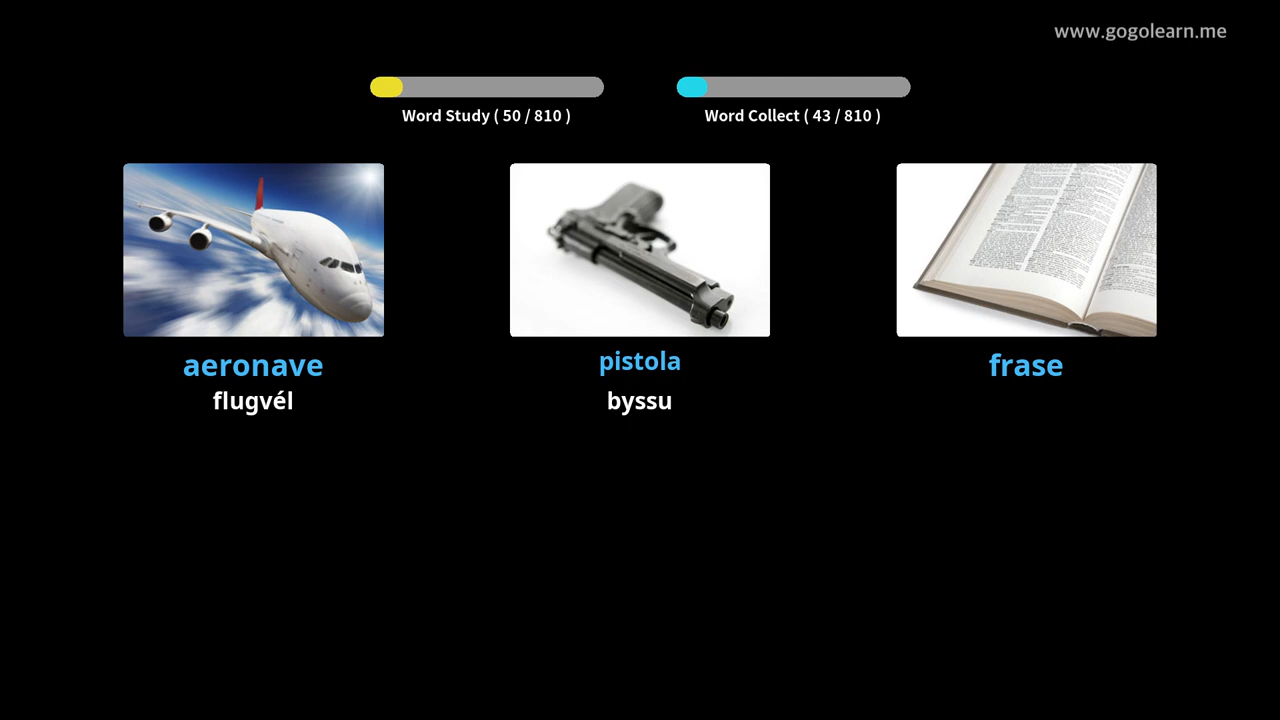 www.gogolearn.me
Word Study ( 50 / 810 )
Word Collect ( 43 / 810 )
aeronave
pistola
frase
flugvél
byssu